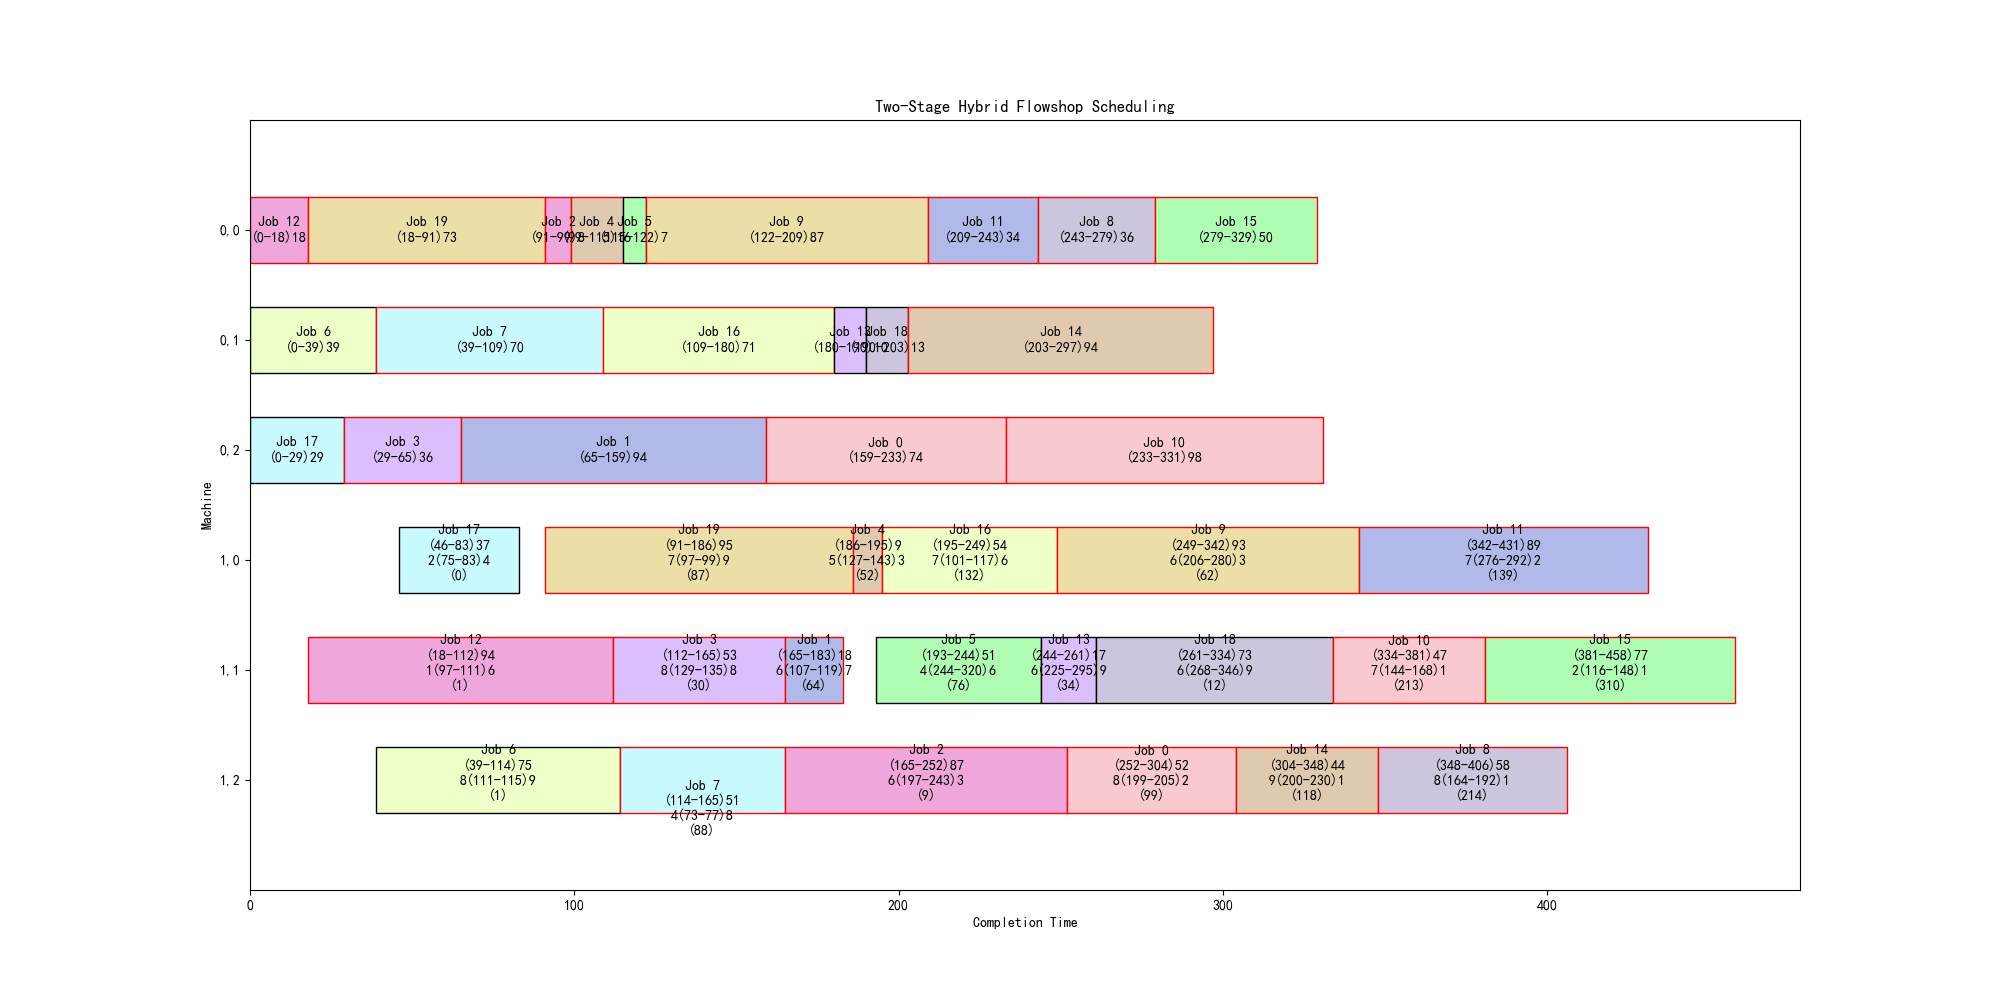 Two-Stage Hybrid Flowshop Scheduling
0,0
Job 12
(0-18)18
Job 19
(18-91)73
Job 2
(91-99)8
Job 4
(99-115)16
Job 5
(115-122)7
Job 9
(122-209)87
Job 11
(209-243)34
Job 8
(243-279)36
Job 15
(279-329)50
0,1
Job 6
(0-39)39
Job 7
(39-109)70
Job 16
(109-180)71
Job 13
(180-190)10
Job 18
(190-203)13
Job 14
(203-297)94
0,2
Job 17
(0-29)29
Job 3
(29-65)36
Job 1
(65-159)94
Job 0
(159-233)74
Job 10
(233-331)98
Machine
1,0
Job 17
(46-83)37
2(75-83)4
(0)
Job 19
(91-186)95
7(97-99)9
(87)
Job 4
(186-195)9
5(127-143)3
(52)
Job 16
(195-249)54
7(101-117)6
(132)
Job 9
(249-342)93
6(206-280)3
(62)
Job 11
(342-431)89
7(276-292)2
(139)
1,1
Job 12
(18-112)94
1(97-111)6
(1)
Job 3
(112-165)53
8(129-135)8
(30)
Job 1
(165-183)18
6(107-119)7
(64)
Job 5
(193-244)51
4(244-320)6
(76)
Job 13
(244-261)17
6(225-295)9
(34)
Job 18
(261-334)73
6(268-346)9
(12)
Job 10
(334-381)47
7(144-168)1
(213)
Job 15
(381-458)77
2(116-148)1
(310)
1,2
Job 6
(39-114)75
8(111-115)9
(1)
Job 7
(114-165)51
4(73-77)8
(88)
Job 2
(165-252)87
6(197-243)3
(9)
Job 0
(252-304)52
8(199-205)2
(99)
Job 14
(304-348)44
9(200-230)1
(118)
Job 8
(348-406)58
8(164-192)1
(214)
0
100
200
300
400
Completion Time